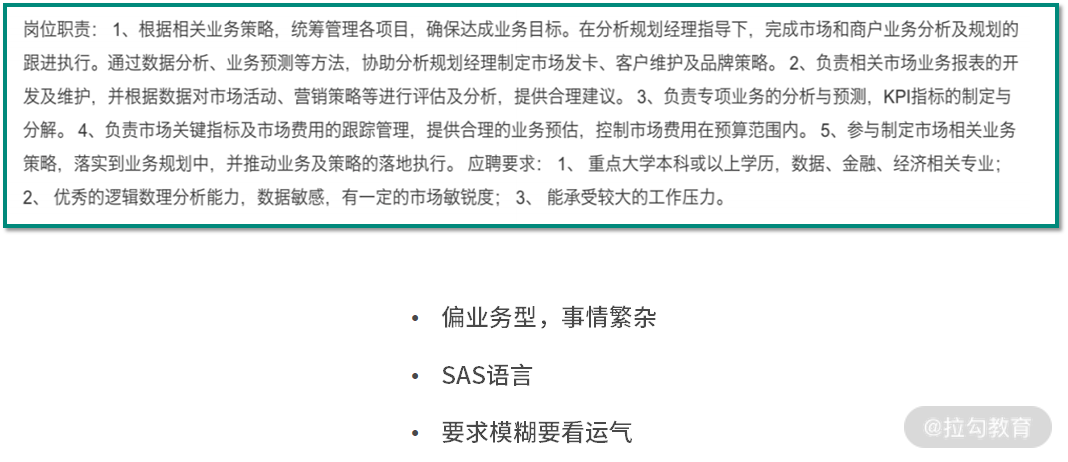 岗位职责： 1、根据相关业务策略，统筹管理各项目，确保达成业务目标。在分析规划经理指导下，完成市场和商户业务分析及规划的
跟进执行。通过数据分析、业务预测等方法，协助分析规划经理制定市场发卡、客户维护及品牌策略。 2、负责相关市场业务报表的开
发及维护，并根据数据对市场活动、营销策略等进行评估及分析，提供合理建议。 3、负责专项业务的分析与预测，KPI指标的制定与
分解。 4、负责市场关键指标及市场费用的跟踪管理，提供合理的业务预估，控制市场费用在预算范围内。 5、参与制定市场相关业务
策略，落实到业务规划中，并推动业务及策略的落地执行。 应聘要求： 1、 重点大学本科或以上学历，数据、金融、经济相关专业；
2、 优秀的逻辑数理分析能力，数据敏感，有一定的市场敏锐度； 3、 能承受较大的工作压力。
• 偏业务型，事情繁杂
• SAS语言
• 要求模糊要看运气
@拉勾教育